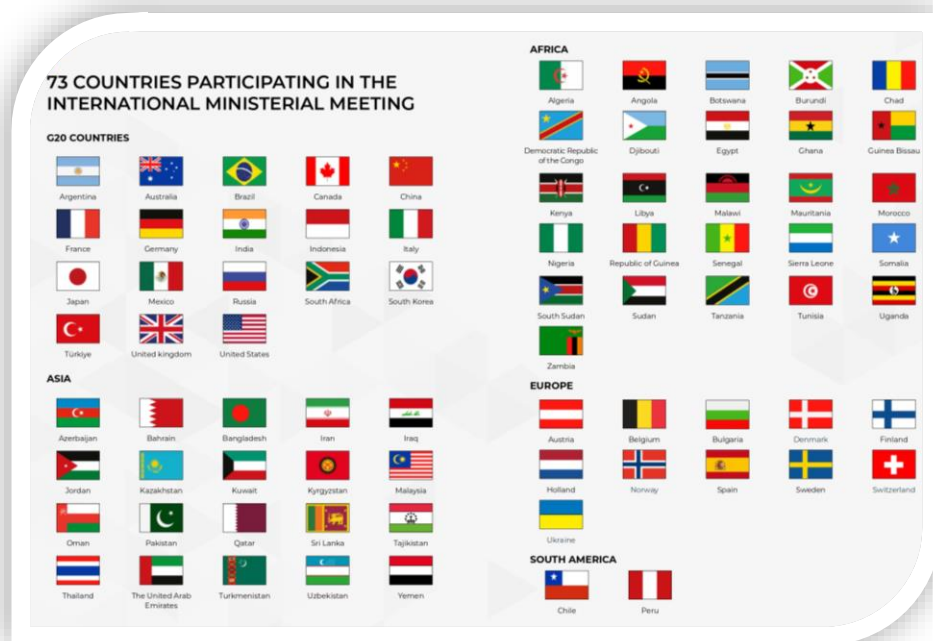 73 COUNTRIES PARTICIPATING IN THE
INTERNATIONAL MINISTERIAL MEETING
G20 COUNTRIES
Argentina Australia Brazil Canada China
France Germany India Indonesia Italy
Japan Mexico Russia South Africa South Korea
Türkiye United kingdom United States
ASIA
Azerbaijan Bahrain Bangladesh Iran Iraq
Jordan Kazakhstan Kuwait Kyrgyzstan Malaysia
Oman Pakistan Qatar Sri Lanka Tajikistan
Thailand The United Arab Turkmenistan Uzbekistan Yemen
Emirates
AFRICA
Algeria Angola Botswana Burundi Chad
Democratic Republic Djibouti Egypt Ghana Guinea Bissau
of the Congo
Kenya Libya Malawi Mauritania Morocco
Nigeria Republic of Guinea Senegal Sierra Leone Somalia
South Sudan Sudan Tanzania Tunisia Uganda
Zambia
EUROPE
Austria Belgium Bulgaria Denmark Finland
Holland Norway Spain Sweden Switzerland
Ukraine
SOUTH AMERICA
Chile Peru